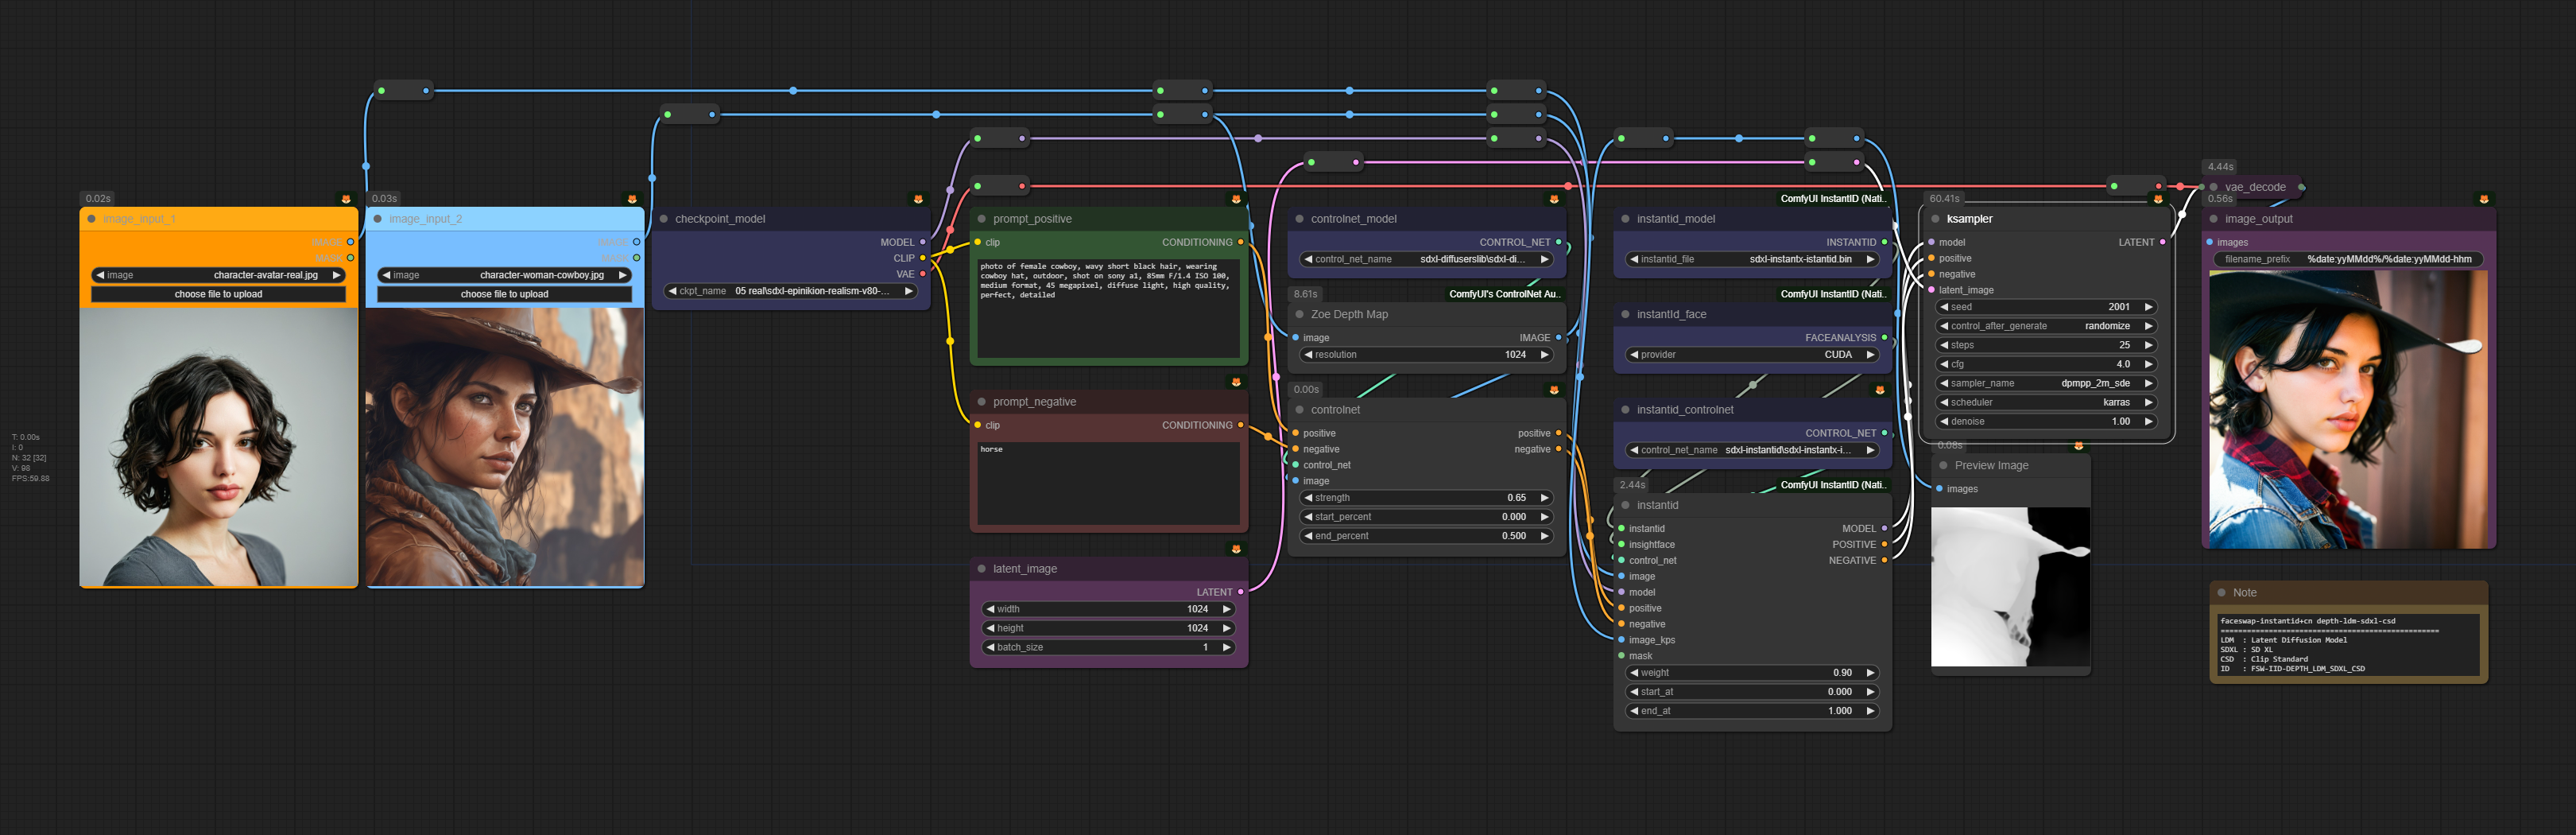 T: 0.00s
I: 0
N: 32 [32]
V: 98
FPS:59.88
0.02s
image_input_1
IMAGE
MASK
image character-avatar-real.jpg
choose file to upload
0.03s
image_input_2
IMAGE
MASK
image character-woman-cowboy.jpg
choose file to upload
checkpoint_model
MODEL
CLIP
VAE
ckpt_name 05 real\sdxl-epinikion-realism-v80-...
prompt_positive
clip CONDITIONING
photo of female cowboy, wavy short black hair, wearing
cowboy hat, outdoor, shot on sony a1, 85mm F/1.4 ISO 100,
medium format, 45 megapixel, diffuse light, high quality,
perfect, detailed
prompt_negative
clip CONDITIONING
horse
latent_image
LATENT
width 1024
height 1024
batch_size 1
controlnet_model
CONTROL_NET
control_net_name sdxl-diffuserslib\sdxl-di...
8.61s
ComfyUI's ControlNet Au..
Zoe Depth Map
image IMAGE
resolution 1024
0.00s
controlnet
positive positive
negative negative
control_net
image
strength 0.65
start_percent 0.000
end_percent 0.500
ComfyUI InstantID (Nati..
instantid_model
INSTANTID
instantid_file sdxl-instantx-istantid.bin
ComfyUI InstantID (Nati..
instantId_face
FACEANALYSIS
provider CUDA
instantid_controlnet
CONTROL_NET
control_net_name sdxl-instantid\sdxl-instantx-i...
2.44s
ComfyUI InstantID (Nati..
instantid
instantid MODEL
insightface POSITIVE
control_net NEGATIVE
image
model
positive
negative
image_kps
mask
weight 0.90
start_at 0.000
end_at 1.000
60.41s
ksampler
model LATENT
positive
negative
latent_image
seed 2001
control_after_generate randomize
steps 25
cfg 4.0
sampler_name dpmpp_2m_sde
scheduler karras
denoise 1.00
0.08s
Preview Image
images
4.44s
vae_decode
0.56s
image_output
images
filename_prefix %date:yyMMdd%/%date:yyMMdd-hhm
Note
faceswap-instantid+cn depth-ldm-sdxl-csd
==================================================
LDM : Latent Diffusion Model
SDXL : SD XL
CSD : Clip Standard
ID : FSW-IID-DEPTH_LDM_SDXL_CSD